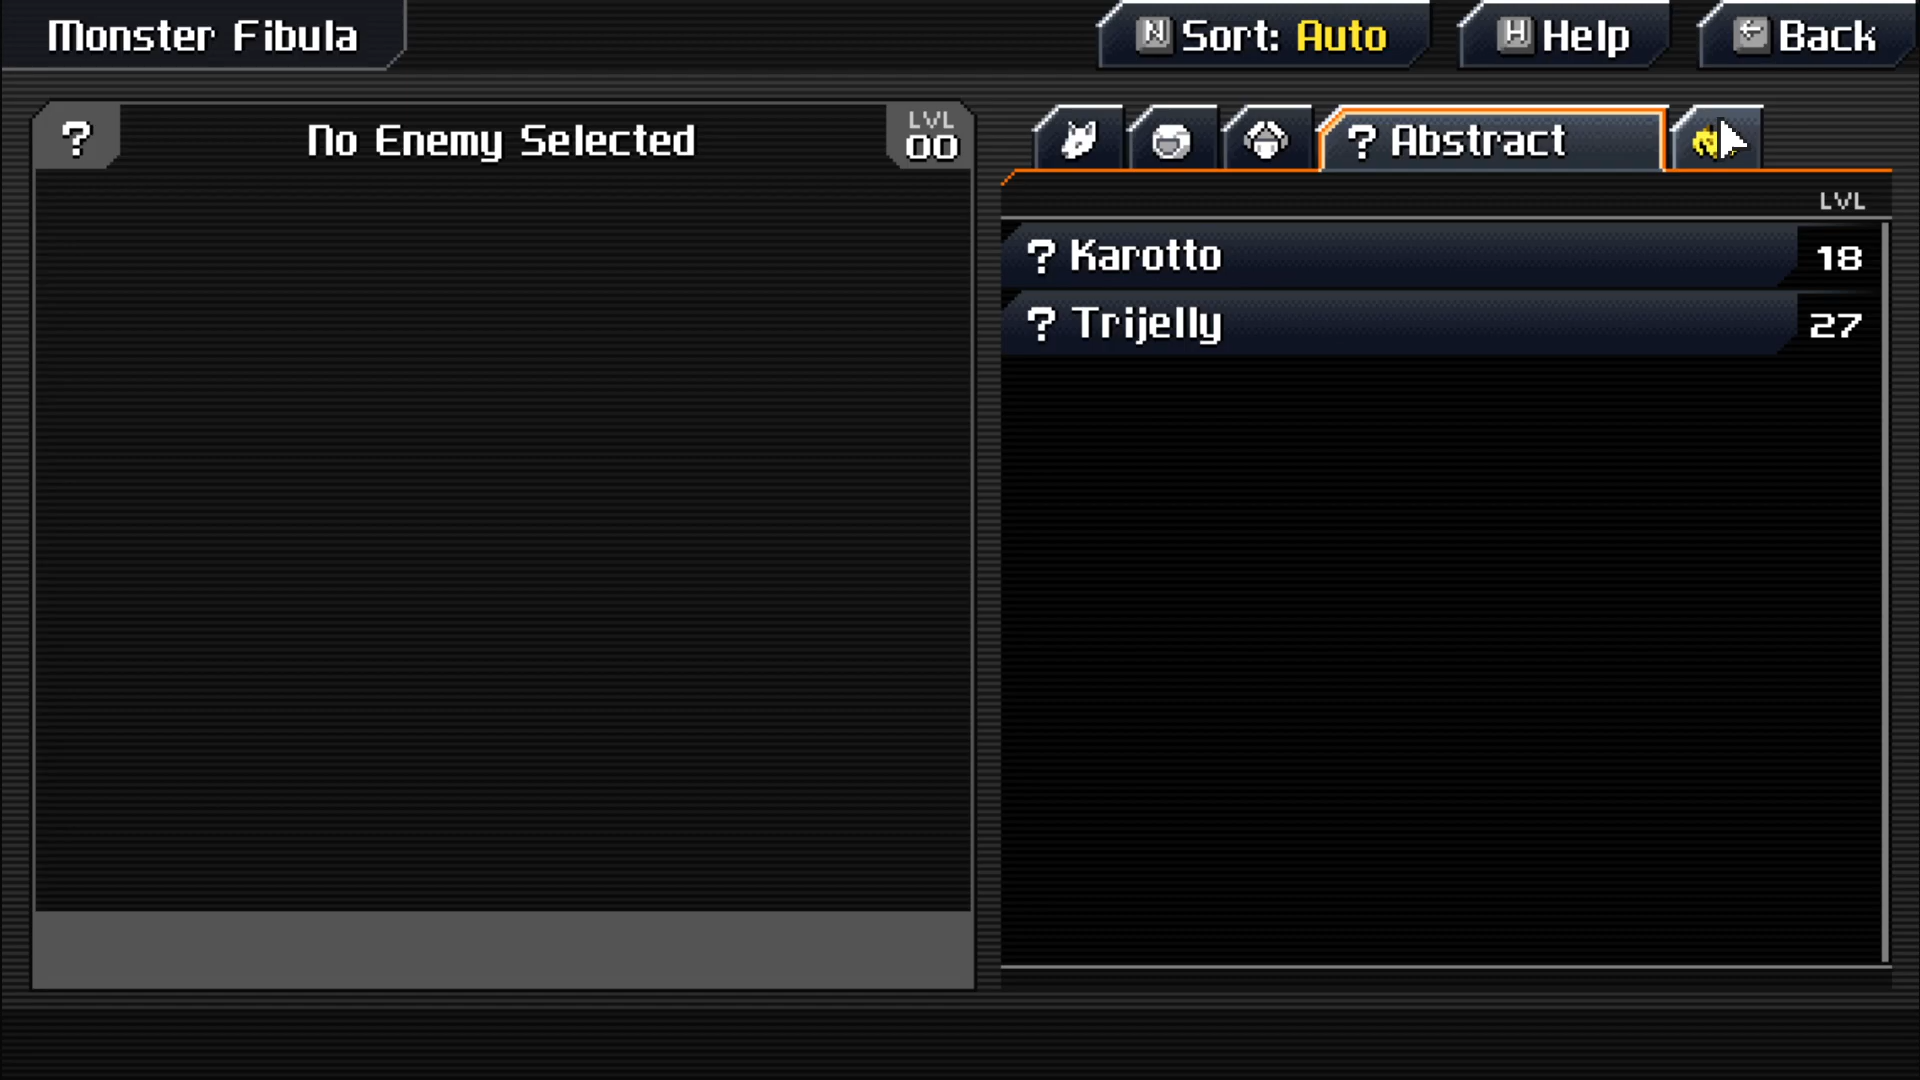 Monster Fibula
N Sort: Auto
H Help
Back
? No Enemy Selected LVL 00
? Abstract
LVL
? Karotto 18
? Trijelly 27